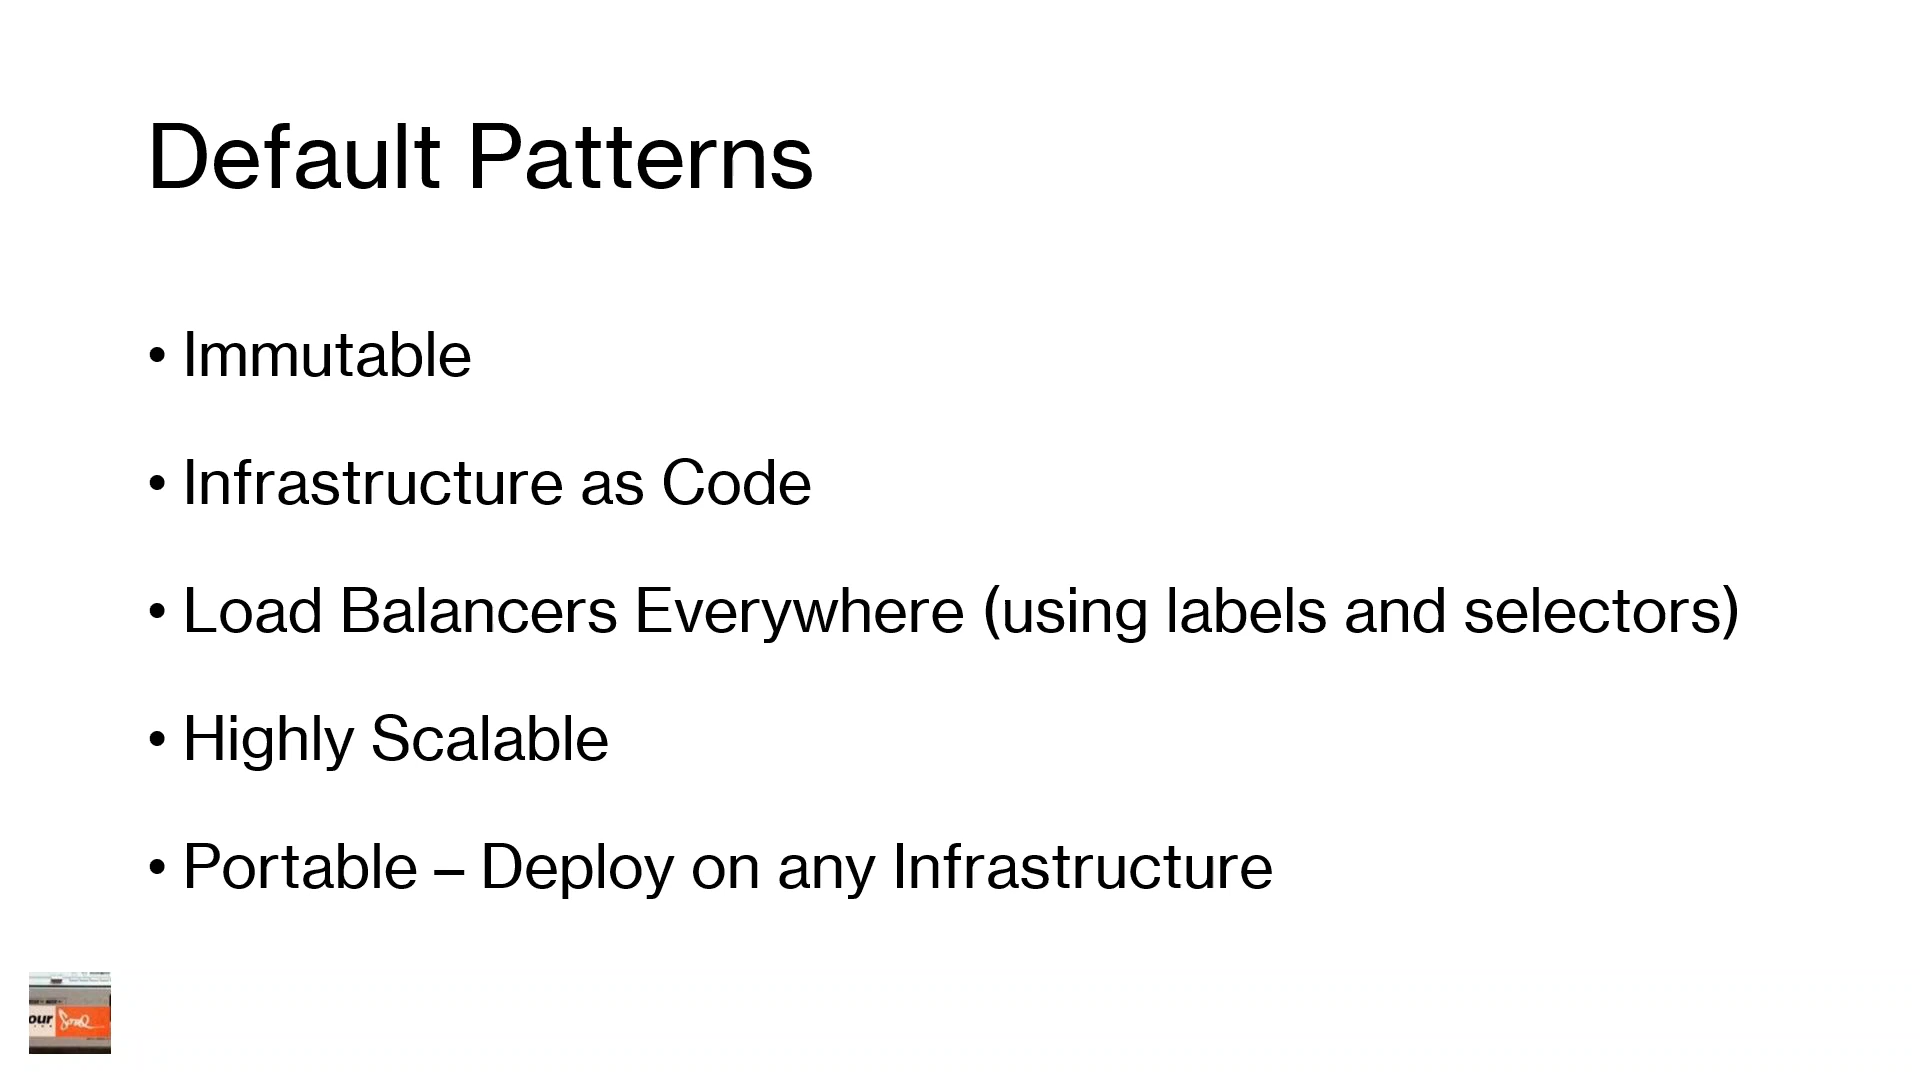 Default Patterns
• Immutable
• Infrastructure as Code
• Load Balancers Everywhere (using labels and selectors)
• Highly Scalable
• Portable – Deploy on any Infrastructure
our